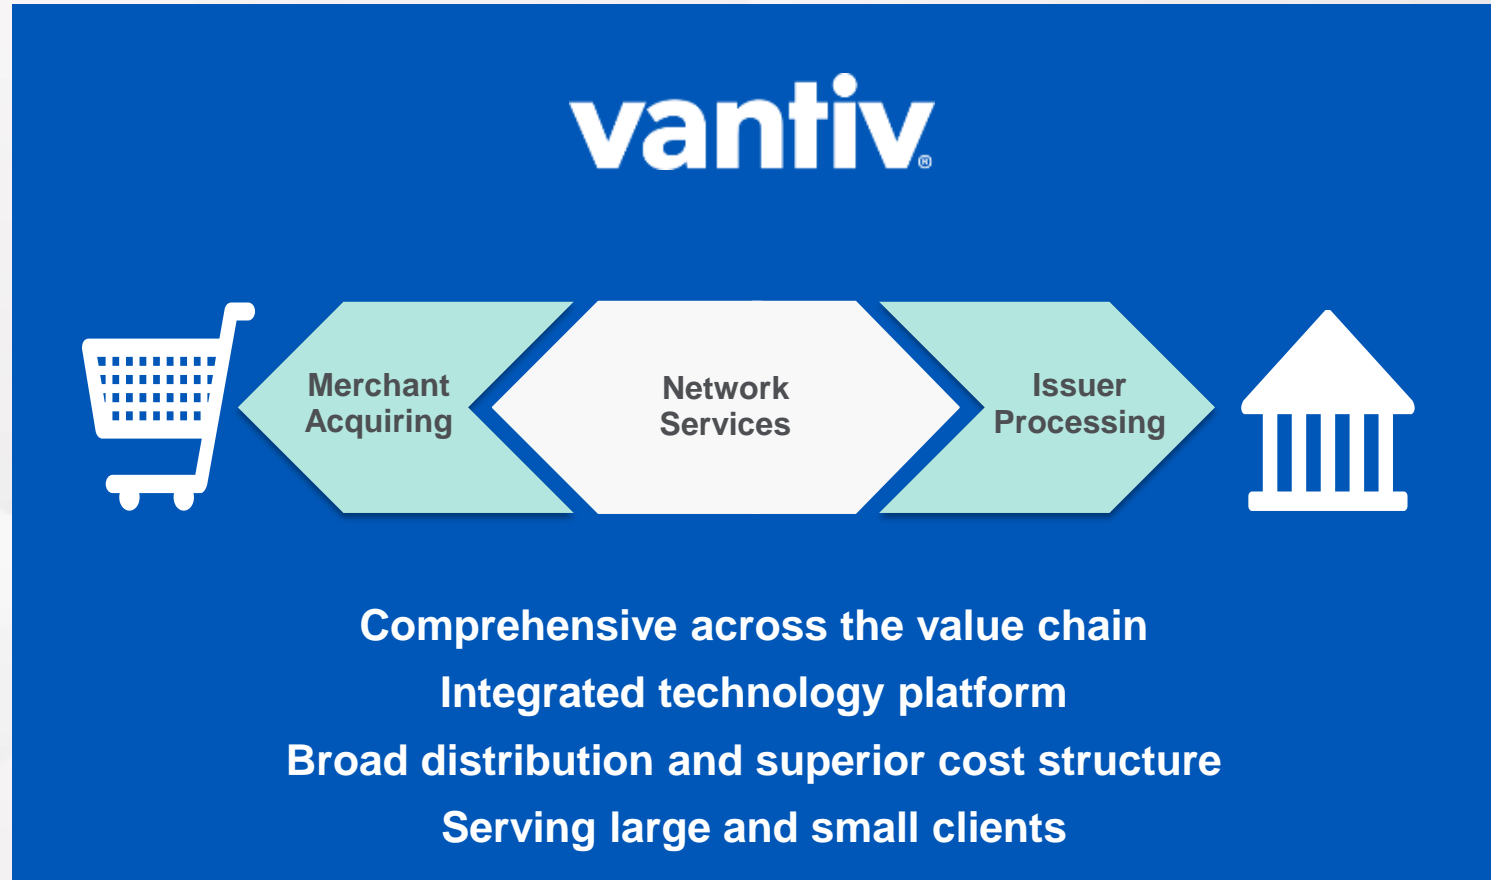 vantiv®
Merchant
Acquiring
Network
Services
Issuer
Processing
Comprehensive across the value chain
Integrated technology platform
Broad distribution and superior cost structure
Serving large and small clients